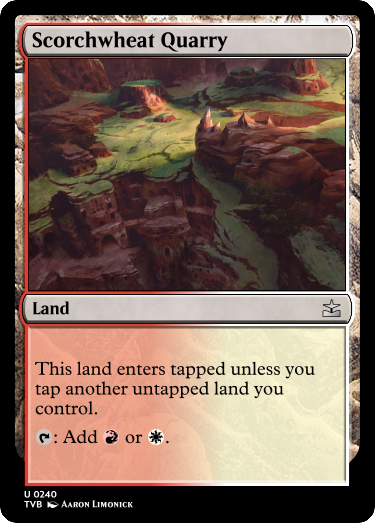 Scorchwheat Quarry
Land
This land enters tapped unless you
tap another untapped land you
control.
: Add or .
U 0240
TVB Aaron Limonick